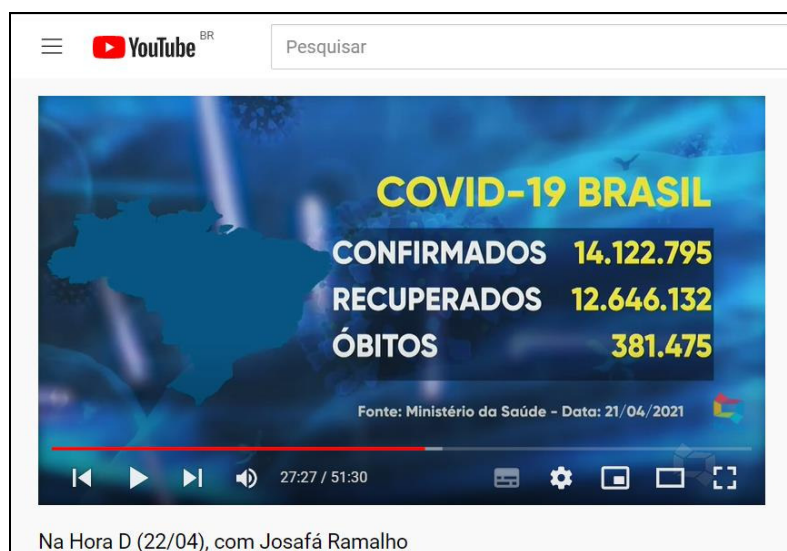 YouTube BR
Pesquisar
COVID-19 BRASIL
CONFIRMADOS 14.122.795
RECUPERADOS 12.646.132
ÓBITOS 381.475
Fonte: Ministério da Saúde - Data: 21/04/2021
27:27 / 51:30
Na Hora D (22/04), com Josafá Ramalho